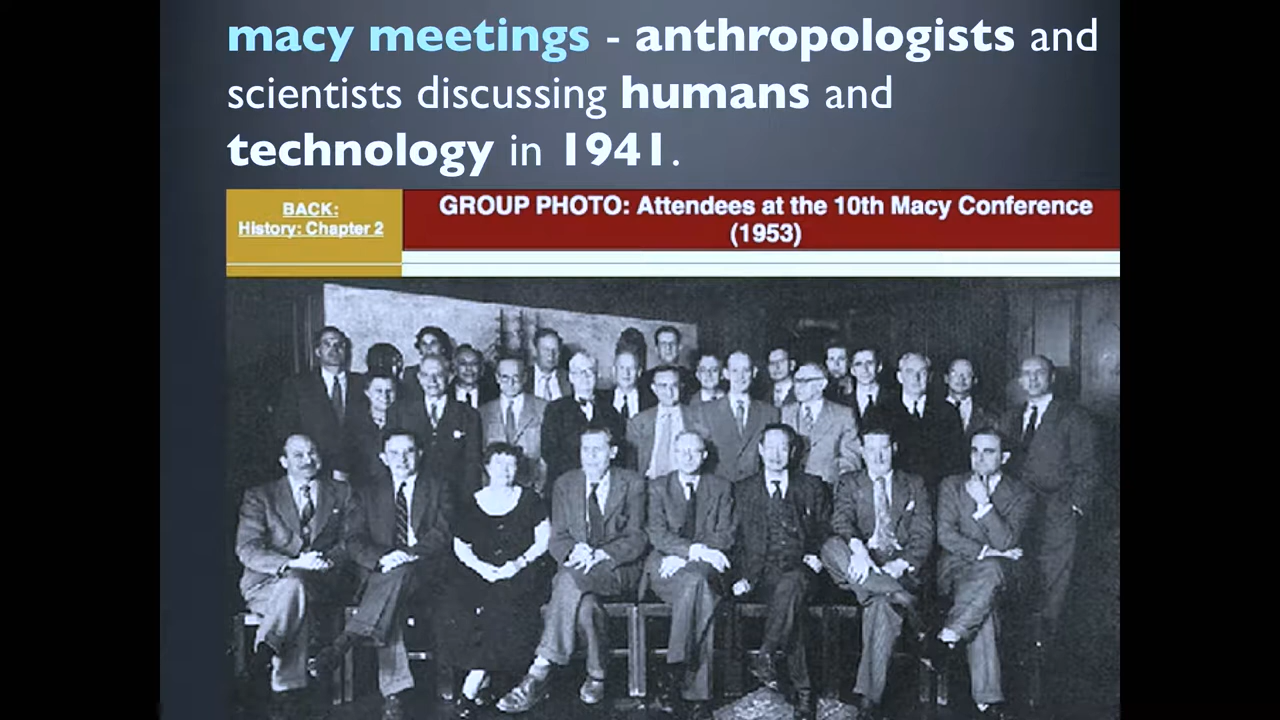 macy meetings - anthropologists and
scientists discussing humans and
technology in 1941.
BACK:
History: Chapter 2
GROUP PHOTO: Attendees at the 10th Macy Conference
(1953)